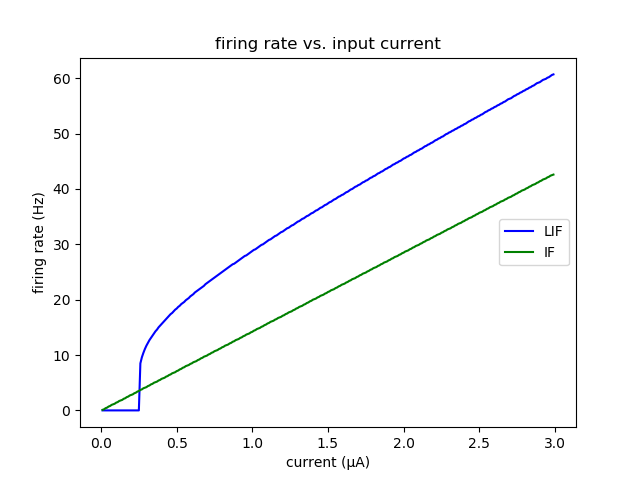 firing rate vs. input current
firing rate (Hz)
60
50
40
30
20
10
0
LIF
IF
0.0 0.5 1.0 1.5 2.0 2.5 3.0
current (μA)